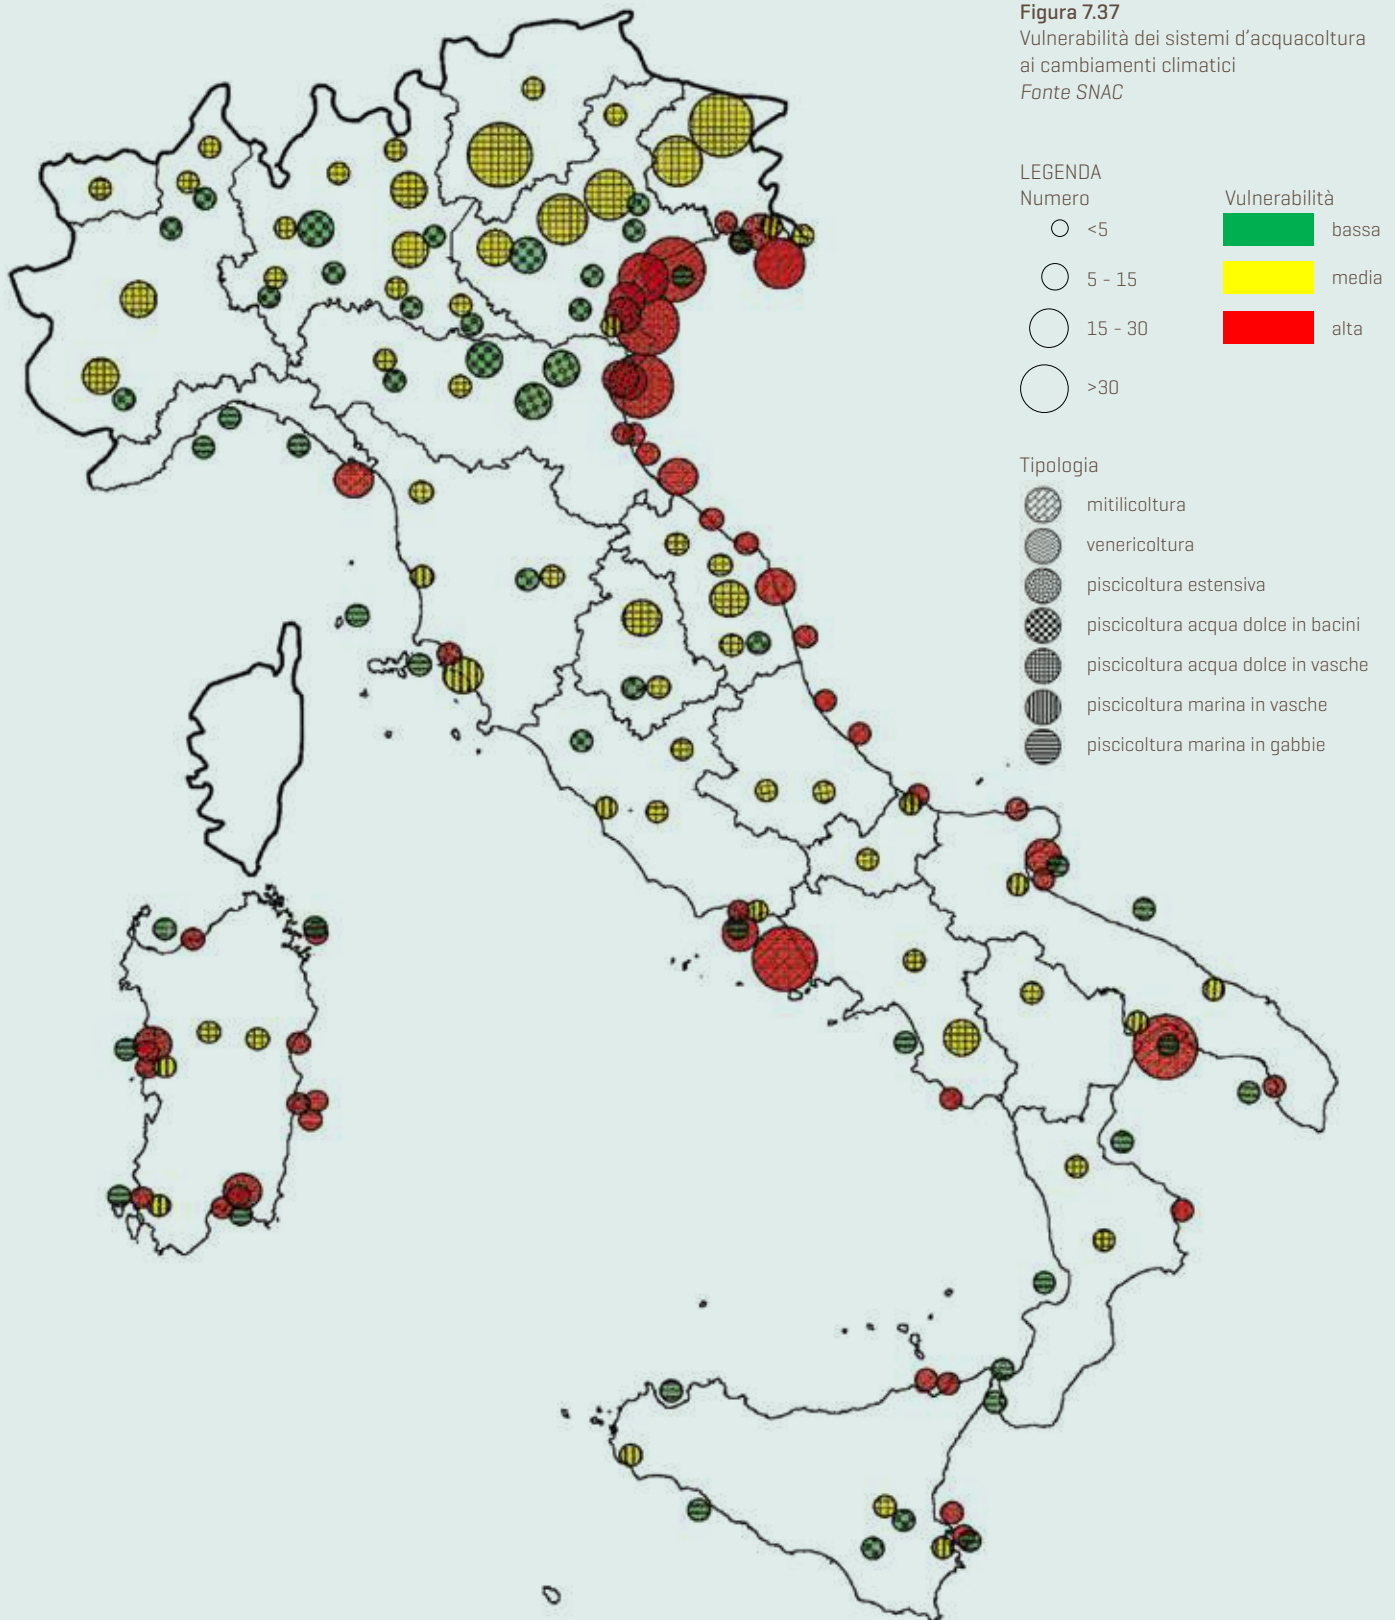 Figura 7.37
Vulnerabilità dei sistemi d'acquacoltura
ai cambiamenti climatici
Fonte SNAC
LEGENDA
Numero
<5
5 - 15
15 - 30
>30
Vulnerabilità
bassa
media
alta
Tipologia
mitilicoltura
venericoltura
piscicoltura estensiva
piscicoltura acqua dolce in bacini
piscicoltura acqua dolce in vasche
piscicoltura marina in vasche
piscicoltura marina in gabbie